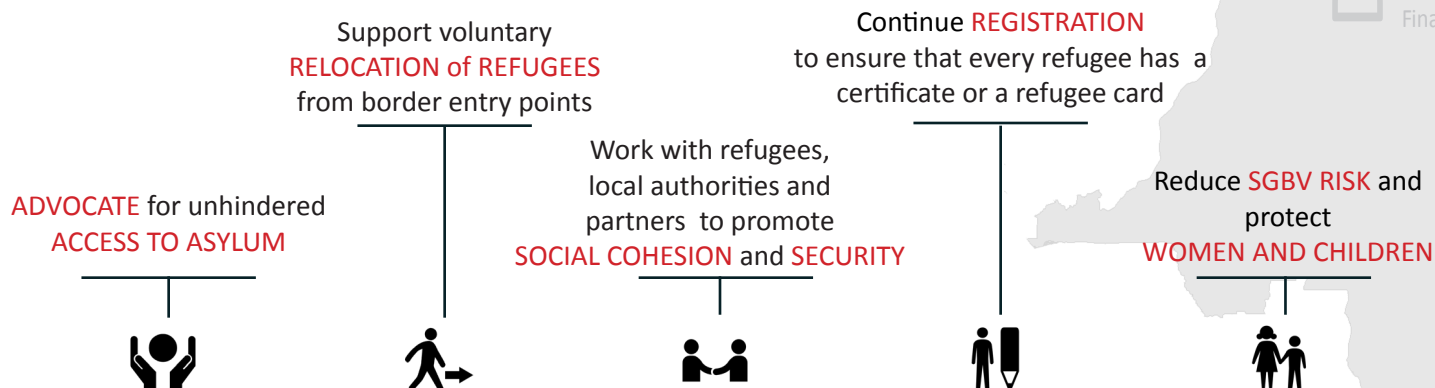 ADVOCATE for unhindered
ACCESS TO ASYLUM
Support voluntary
RELOCATION of REFUGEES
from border entry points
Work with refugees,
local authorities and
partners to promote
SOCIAL COHESION and SECURITY
Continue REGISTRATION
to ensure that every refugee has a
certificate or a refugee card
Reduce SGBV RISK and
protect
WOMEN AND CHILDREN